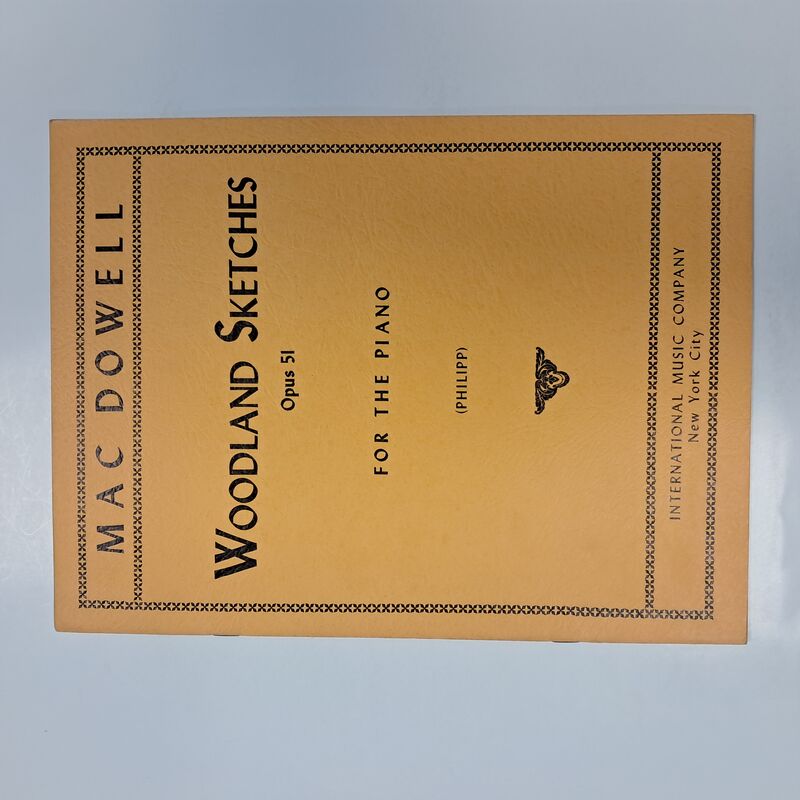 MAC DOWELL
WOODLAND SKETCHES
Opus 51
FOR THE PIANO
(PHILIPP)
INTERNATIONAL MUSIC COMPANY
New York City